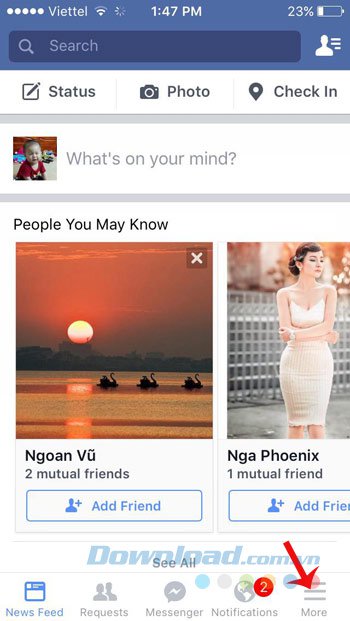 Viettel 1:47 PM 23%
Search
Status Photo Check In
What's on your mind?
People You May Know
Ngoan Vũ Nga Phoenix
2 mutual friends 1 mutual friend
Add Friend Add Frie
See All
Download.com.vn
2
News Feed Requests Messenger Notifications More